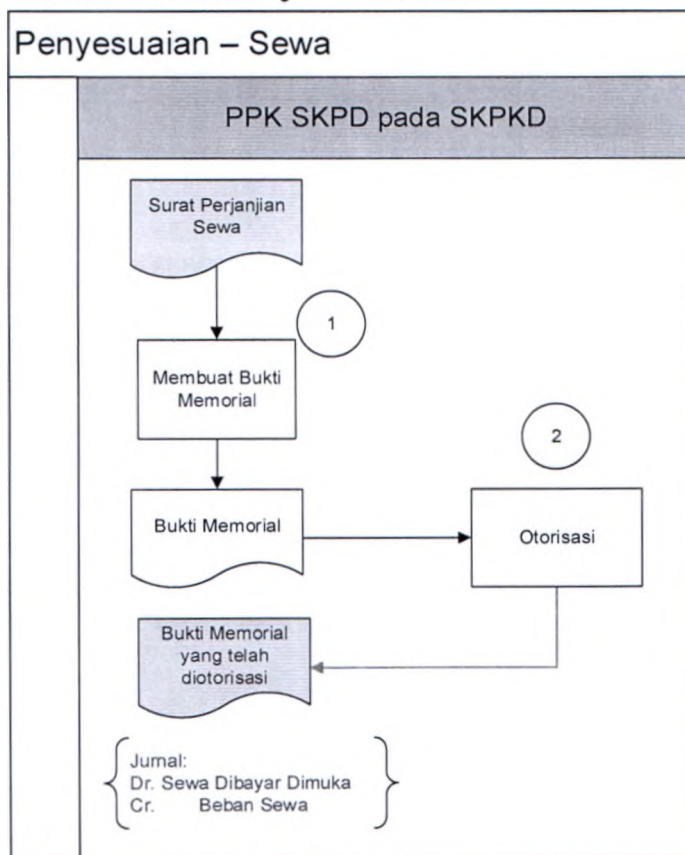 Penyesuaian – Sewa
PPK SKPD pada SKPKD
Surat Perjanjian
Sewa
1
Membuat Bukti
Memorial
2
Bukti Memorial
Otorisasi
Bukti Memorial
yang telah
diotorisasi
Jurnal:
Dr. Sewa Dibayar Dimuka
Cr. Beban Sewa